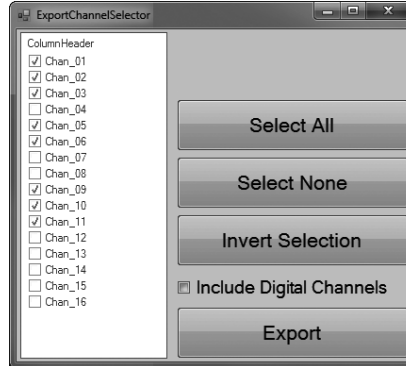 ExportChannelSelector
ColumnHeader
Chan_01
Chan_02
Chan_03
Chan_04
Chan_05
Chan_06
Chan_07
Chan_08
Chan_09
Chan_10
Chan_11
Chan_12
Chan_13
Chan_14
Chan_15
Chan_16
Select All
Select None
Invert Selection
Include Digital Channels
Export